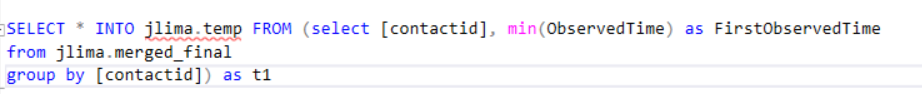 SELECT * INTO jlima.temp FROM (select [contactid], min(ObservedTime) as FirstObservedTime
from jlima.merged_final
group by [contactid]) as t1